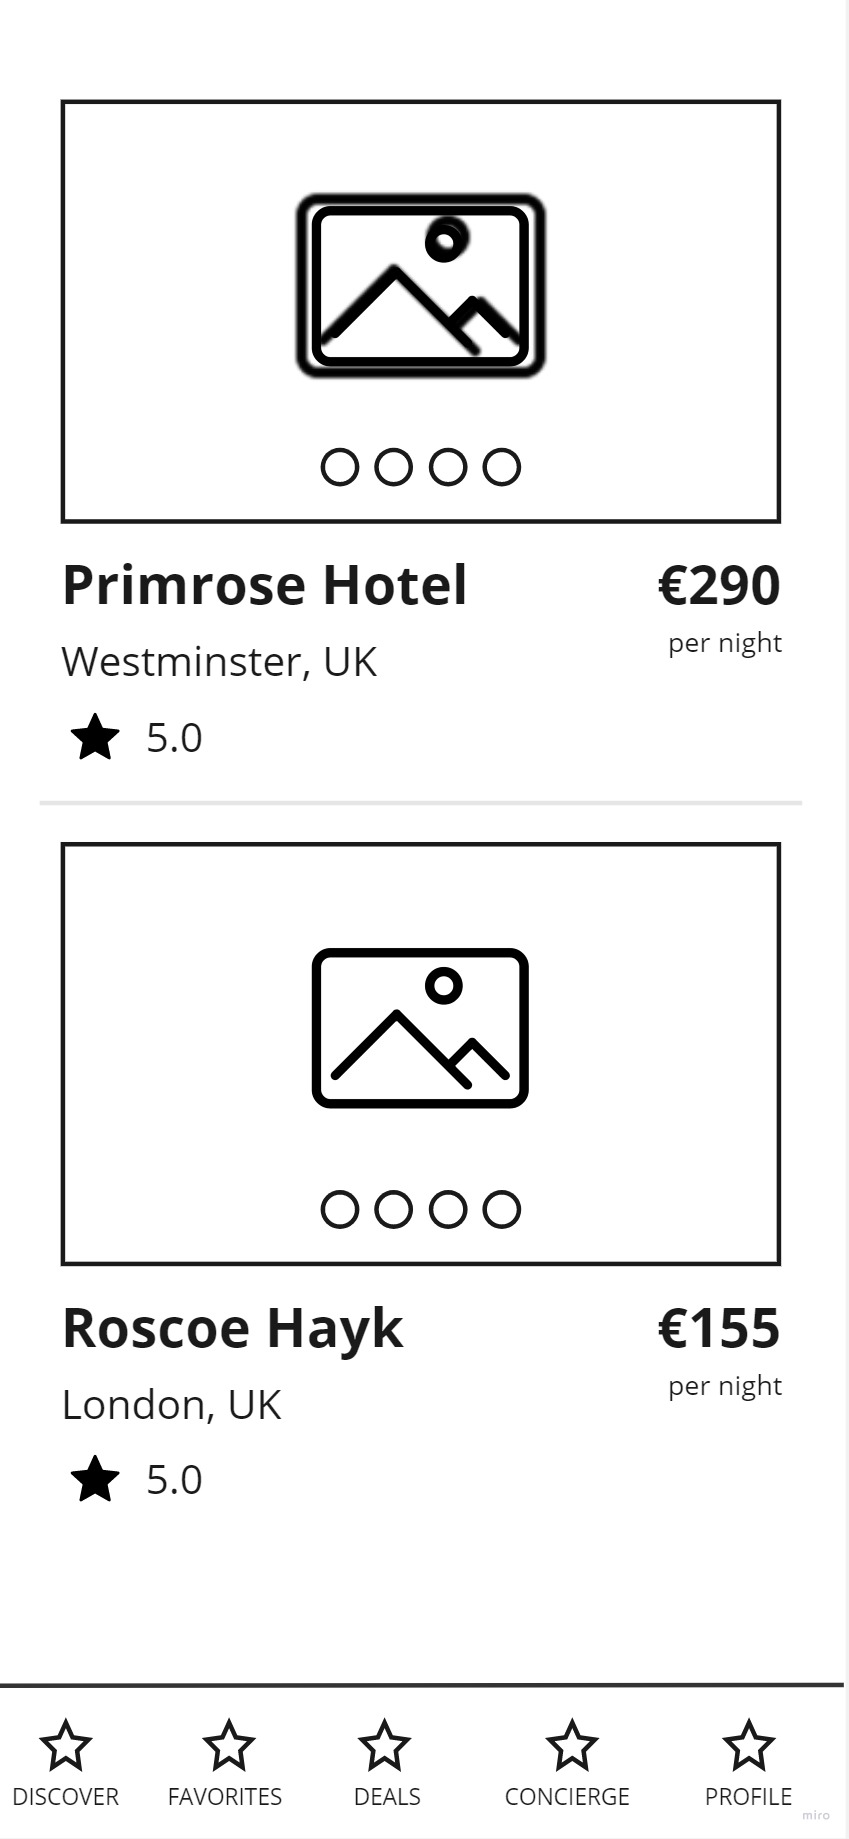 Primrose Hotel €290
per night
Westminster, UK
5.0
Roscoe Hayk €155
per night
London, UK
5.0
DISCOVER FAVORITES DEALS CONCIERGE PROFILE
miro